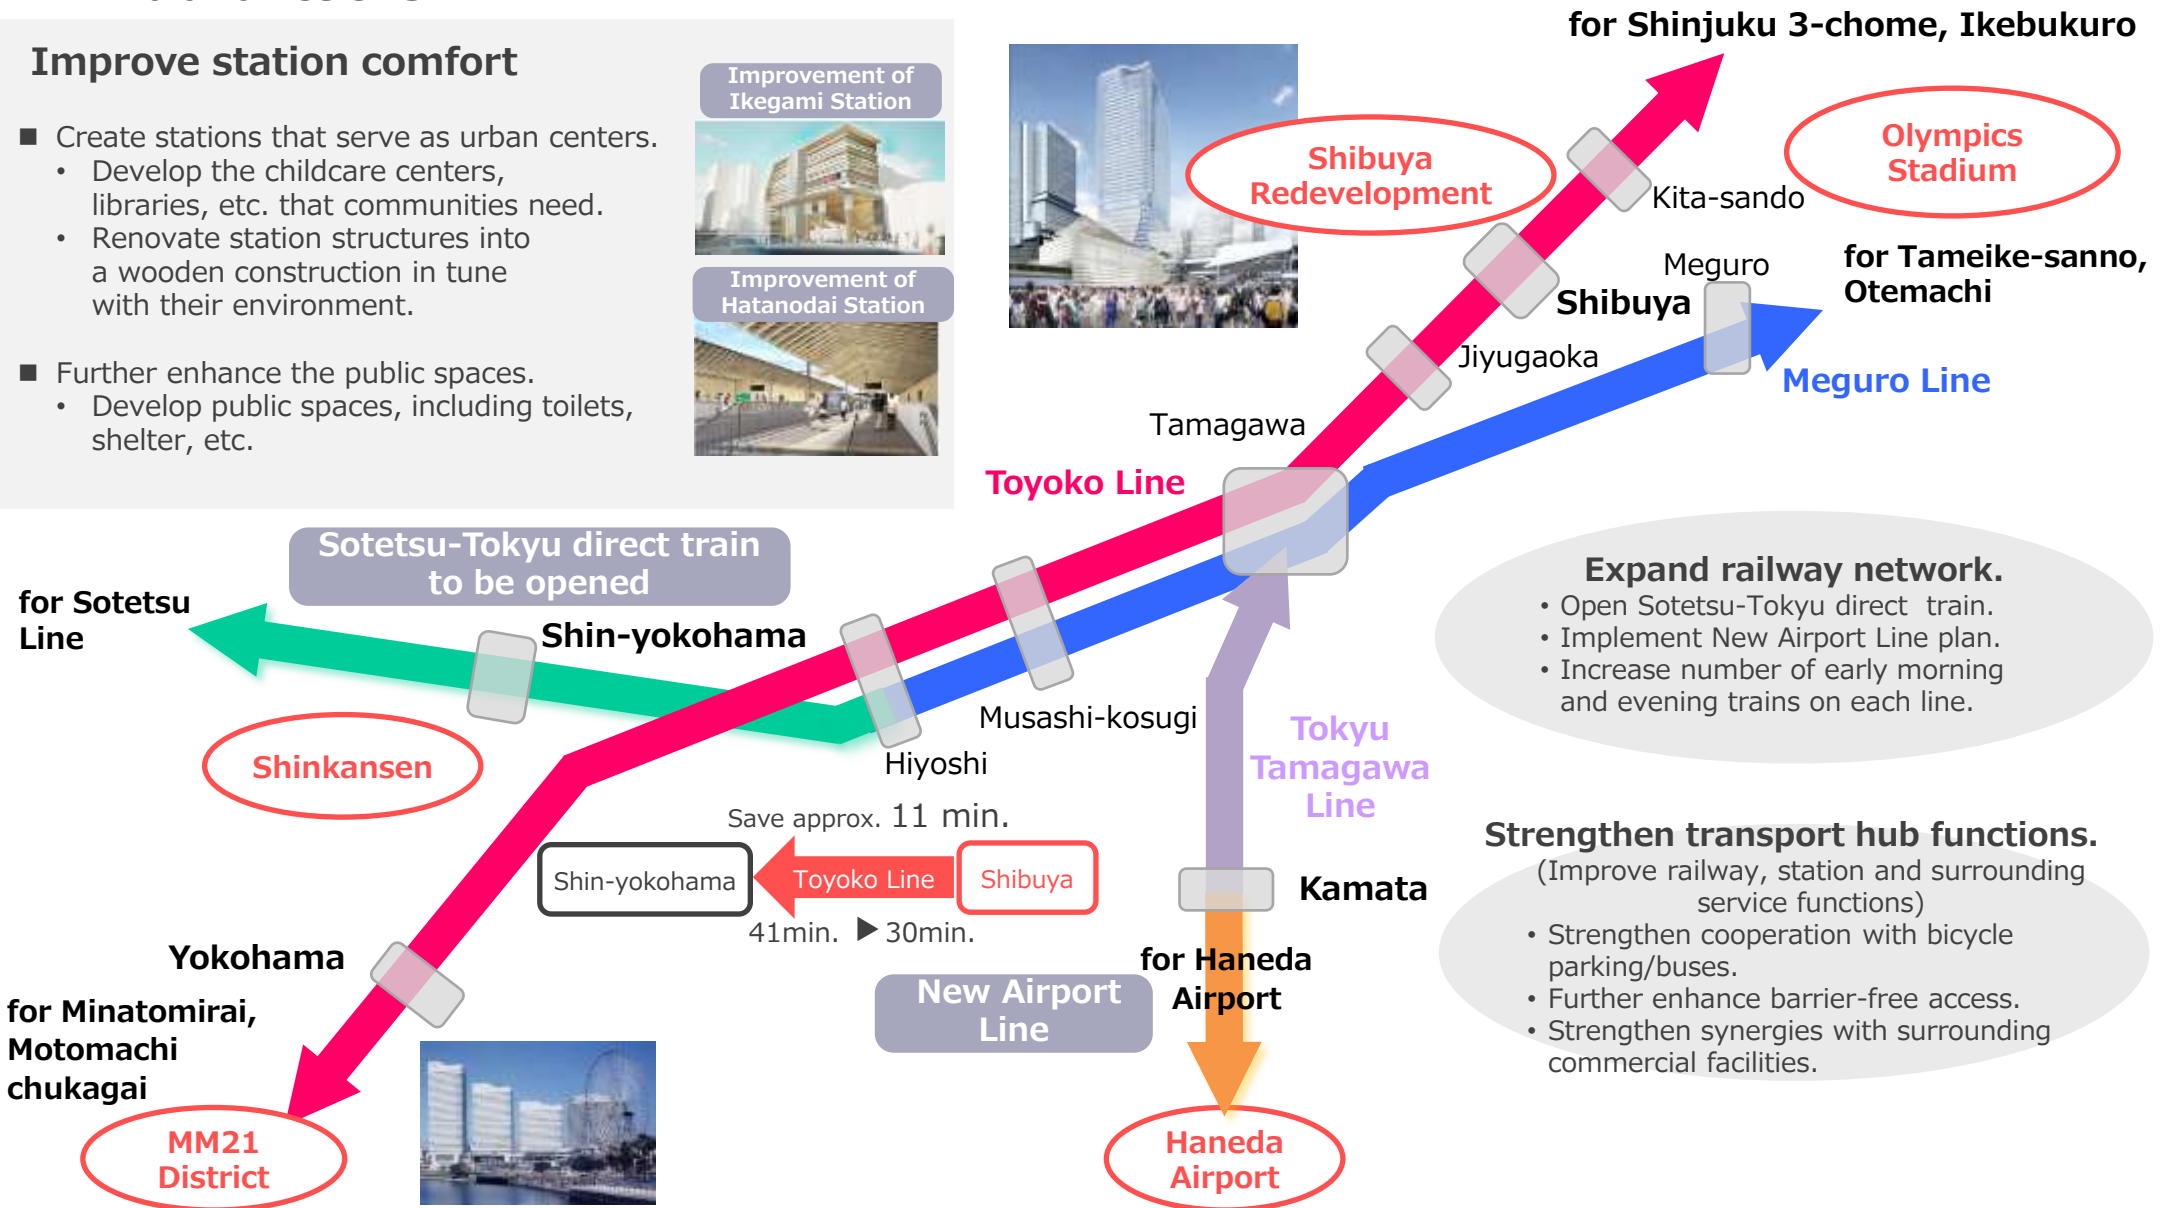 Improve station comfort
■ Create stations that serve as urban centers.
• Develop the childcare centers,
libraries, etc. that communities need.
• Renovate station structures into
a wooden construction in tune
with their environment.
■ Further enhance the public spaces.
• Develop public spaces, including toilets,
shelter, etc.
Improvement of
Ikegami Station
Improvement of
Hatanodai Station
for Shinjuku 3-chome, Ikebukuro
Shibuya
Redevelopment
Olympics
Stadium
Kita-sando
Meguro
for Tameike-sanno,
Otemachi
Shibuya
Jiyugaoka
Meguro Line
Tamagawa
Toyoko Line
Sotetsu-Tokyu direct train
to be opened
for Sotetsu
Line
Shin-yokohama
Shinkansen
Musashi-kosugi
Hiyoshi
Tokyu
Tamagawa
Line
Expand railway network.
• Open Sotetsu-Tokyu direct train.
• Implement New Airport Line plan.
• Increase number of early morning
and evening trains on each line.
Save approx. 11 min.
Shin-yokohama
Toyoko Line
Shibuya
41min. ▶ 30min.
Kamata
Strengthen transport hub functions.
(Improve railway, station and surrounding
service functions)
• Strengthen cooperation with bicycle
parking/buses.
• Further enhance barrier-free access.
• Strengthen synergies with surrounding
commercial facilities.
Yokohama
for Minatomirai,
Motomachi
chukagai
MM21
District
New Airport
Line
for Haneda
Airport
Haneda
Airport